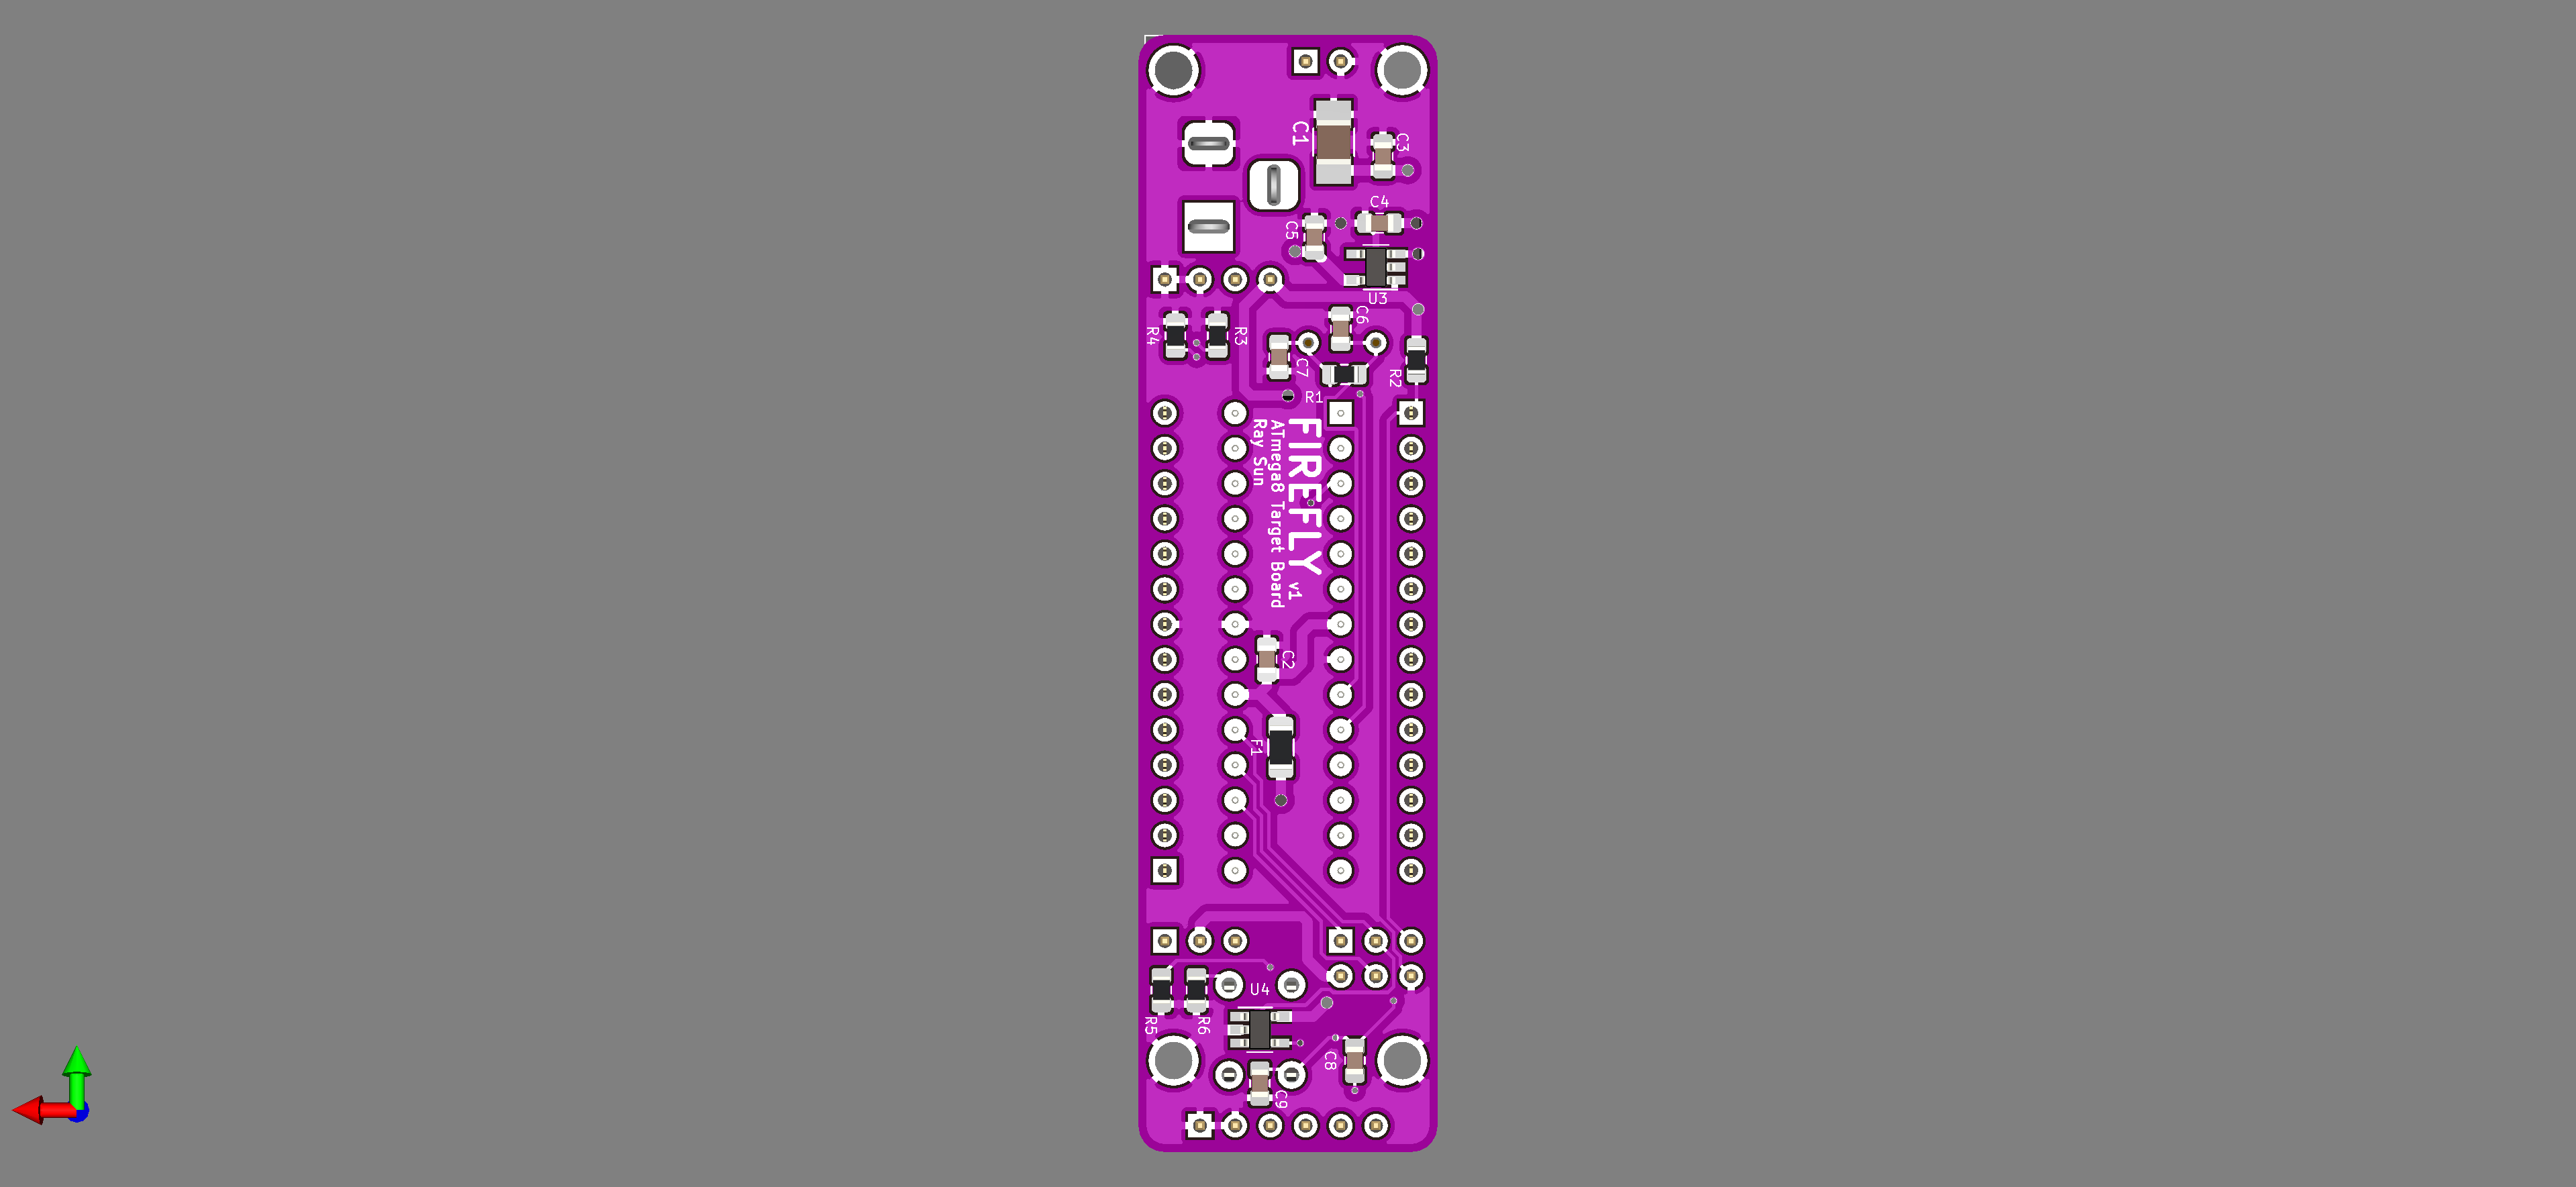 C1
C3
C4
C5
U3
C6
R4
R3
C7
R2
R1
FIREFLY v1
ATmega8 Target Board
Ray Sun
C2
F1
U4
R5
R6
C8
C9